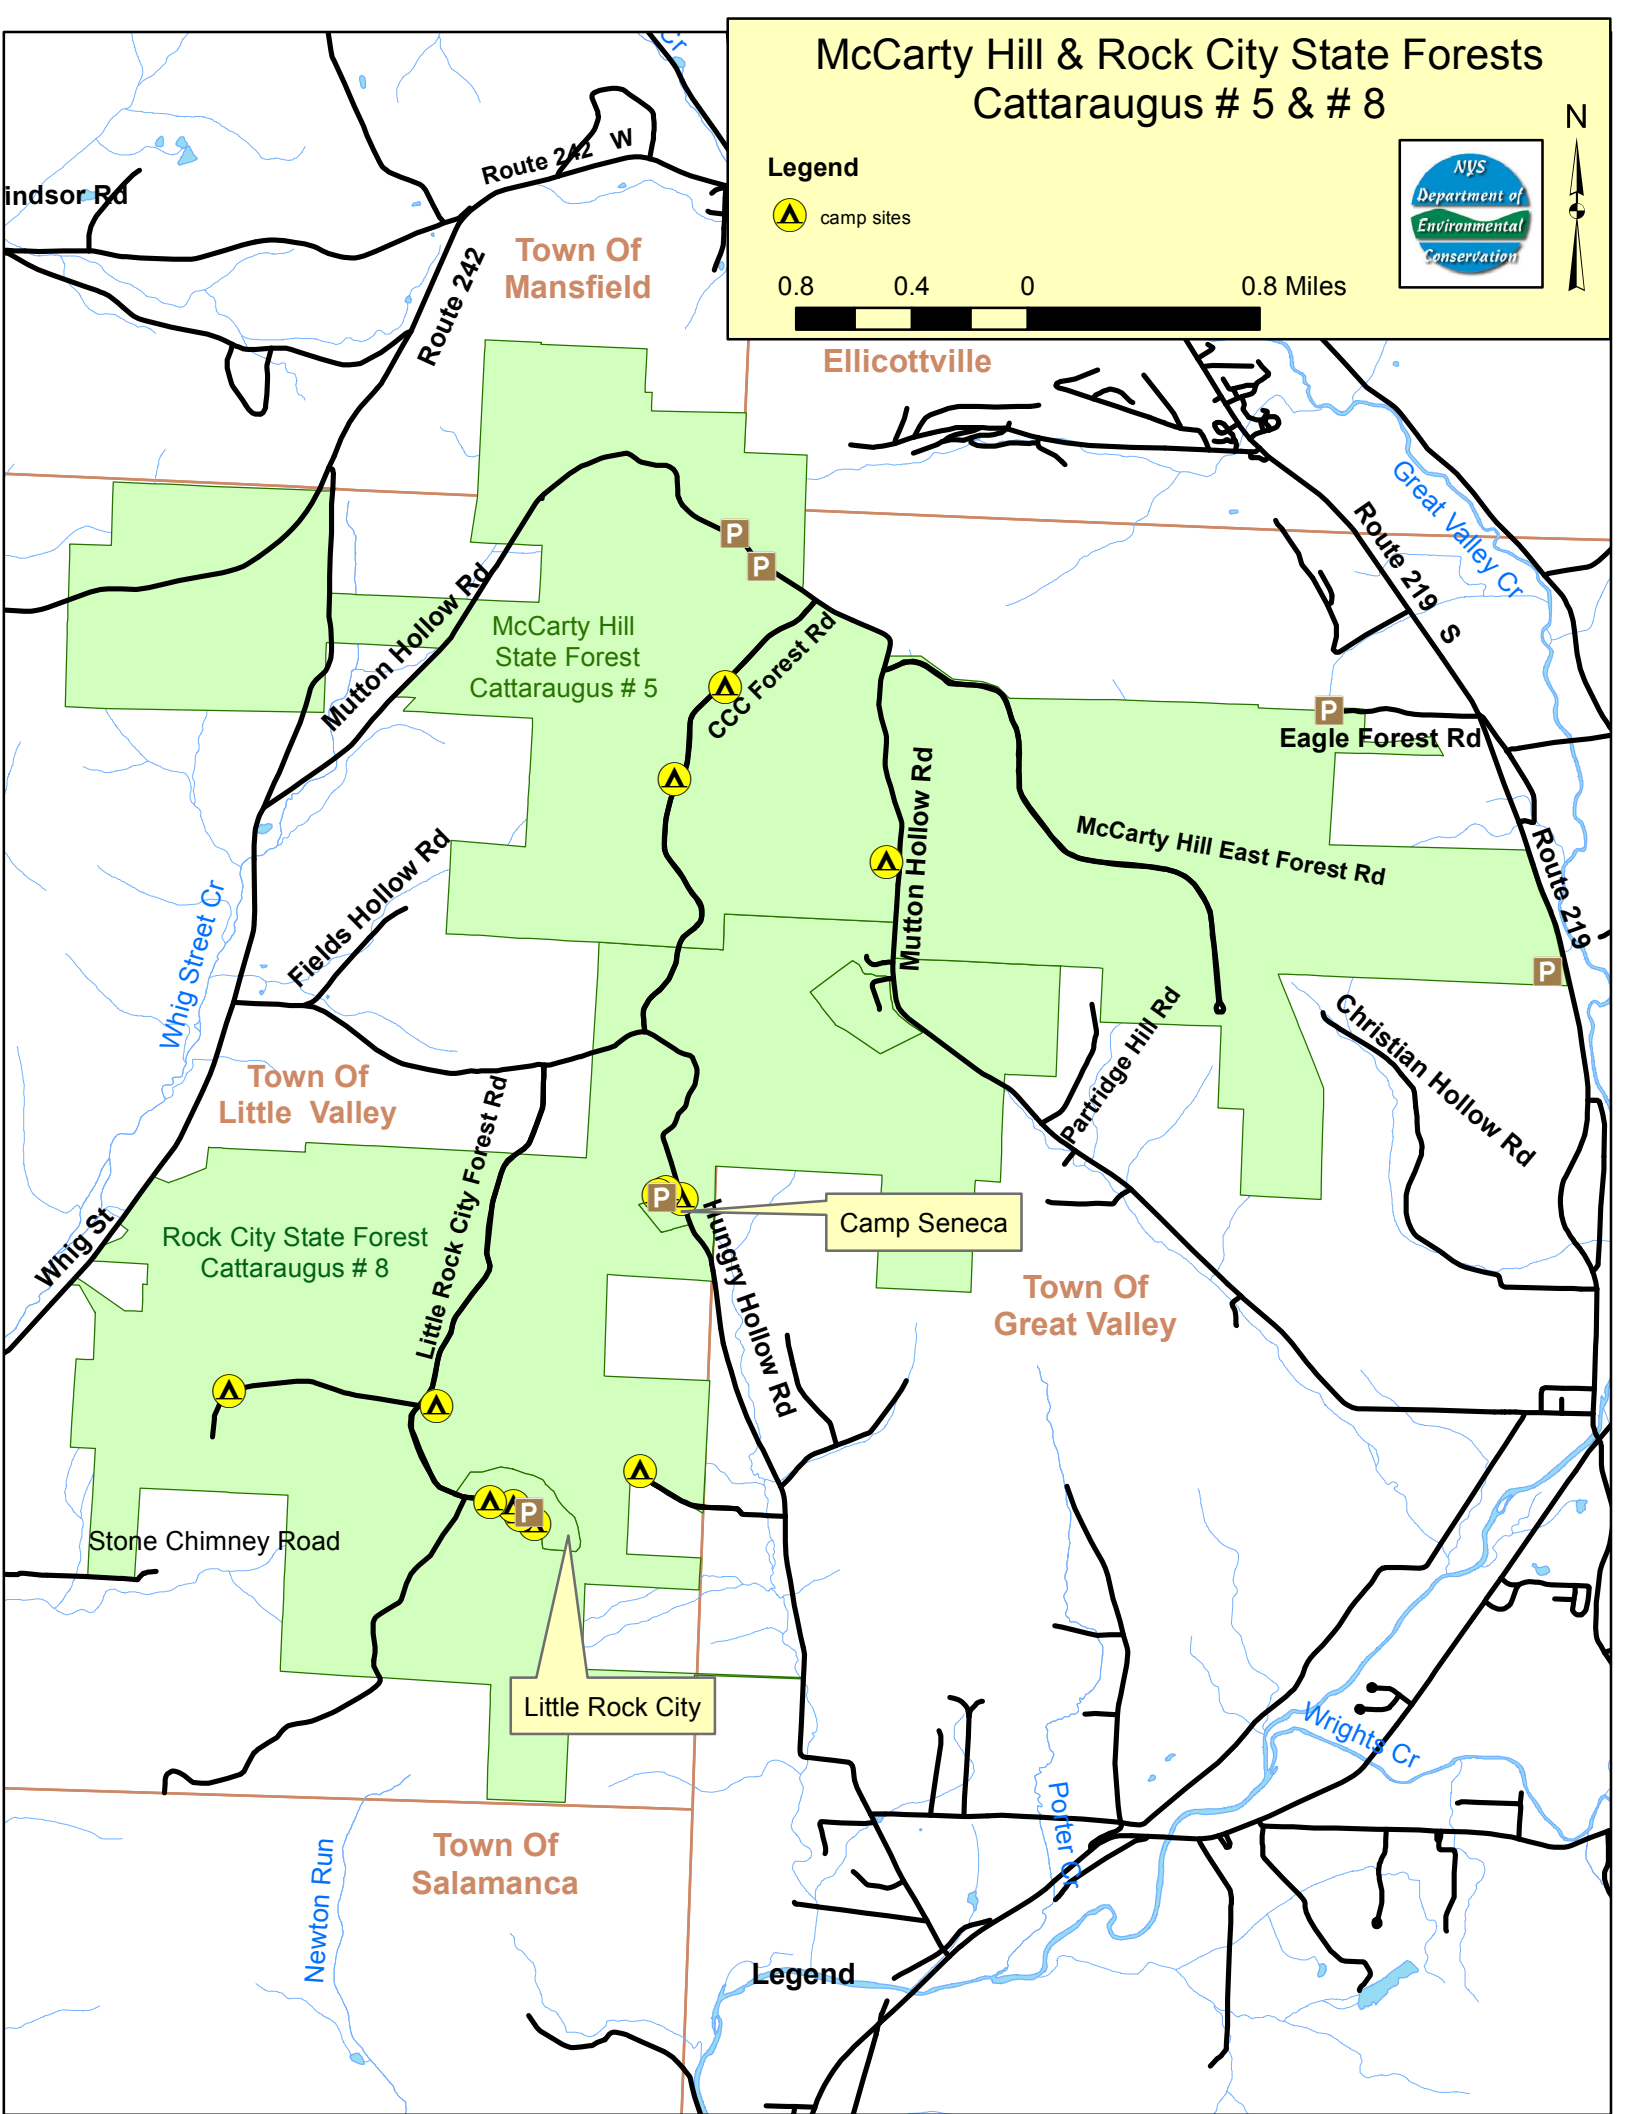 McCarty Hill & Rock City State Forests
Cattaraugus # 5 & # 8
N
Legend
camp sites
NYS
Department of
Environmental
Conservation
0.8 0.4 0 0.8 Miles
Cr
Route 242 W
indsor Rd
Town Of
Mansfield
Route 242
Ellicottville
Great Valley Cr
Route 219 S
P
P
Mutton Hollow Rd
McCarty Hill
State Forest
Cattaraugus # 5
CCC Forest Rd
P
Eagle Forest Rd
Mutton Hollow Rd
McCarty Hill East Forest Rd
Route 219
Fields Hollow Rd
Whig Street Cr
P
Christian Hollow Rd
Partridge Hill Rd
Town Of
Little Valley
Little Rock City Forest Rd
P
Camp Seneca
Whig St
Rock City State Forest
Cattaraugus # 8
Hungry Hollow Rd
Town Of
Great Valley
P
Stone Chimney Road
Little Rock City
Wrights Cr
Porter Cr
Town Of
Salamanca
Newton Run
Legend